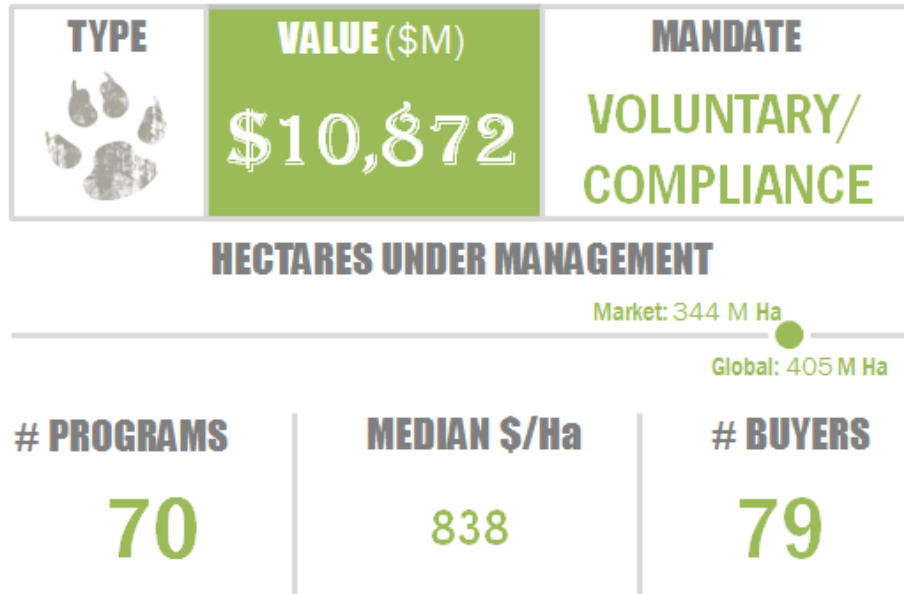 TYPE
VALUE ($M)
MANDATE
$10,872
VOLUNTARY/
COMPLIANCE
HECTARES UNDER MANAGEMENT
Market: 344 M Ha
Global: 405 M Ha
# PROGRAMS
MEDIAN $/Ha
# BUYERS
70
838
79